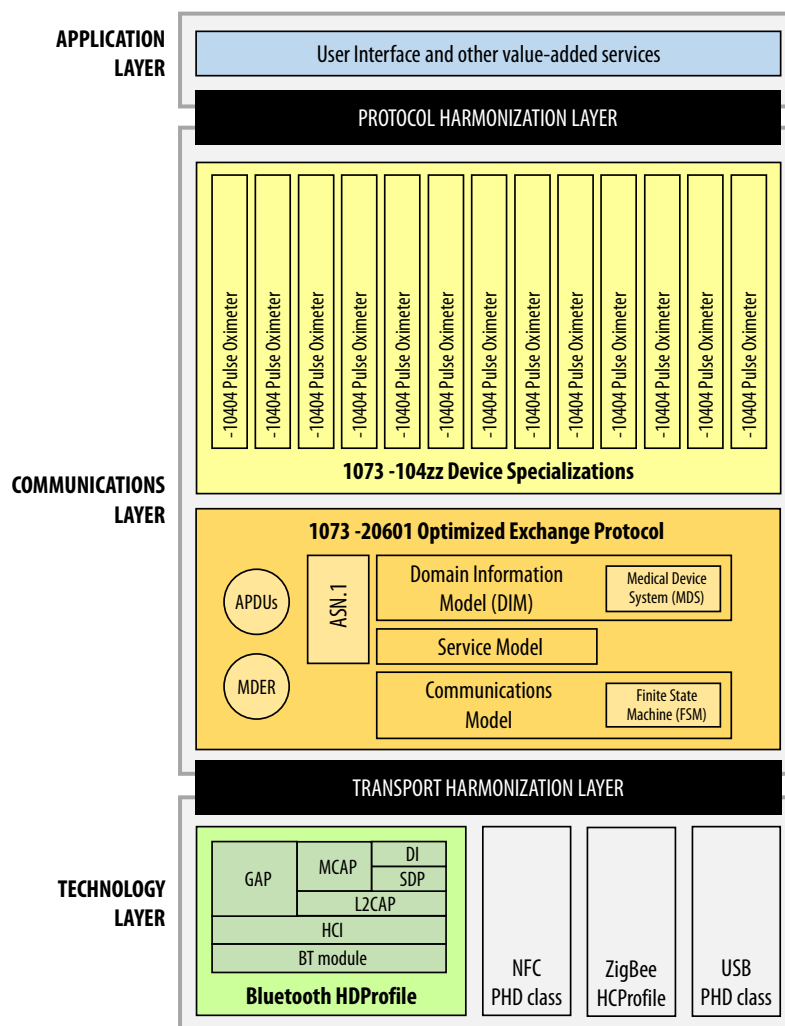 APPLICATION
LAYER
User Interface and other value-added services
PROTOCOL HARMONIZATION LAYER
COMMUNICATIONS
LAYER
-10404 Pulse Oximeter
-10404 Pulse Oximeter
-10404 Pulse Oximeter
-10404 Pulse Oximeter
-10404 Pulse Oximeter
-10404 Pulse Oximeter
-10404 Pulse Oximeter
-10404 Pulse Oximeter
-10404 Pulse Oximeter
-10404 Pulse Oximeter
-10404 Pulse Oximeter
-10404 Pulse Oximeter
-10404 Pulse Oximeter
1073 -104zz Device Specializations
1073 -20601 Optimized Exchange Protocol
APDUs
MDER
ASN.1
Domain Information
Model (DIM)
Medical Device
System (MDS)
Service Model
Communications
Model
Finite State
Machine (FSM)
TRANSPORT HARMONIZATION LAYER
TECHNOLOGY
LAYER
GAP
MCAP
DI
SDP
L2CAP
HCI
BT module
Bluetooth HDProfile
NFC
PHD class
ZigBee
HCProfile
USB
PHD class